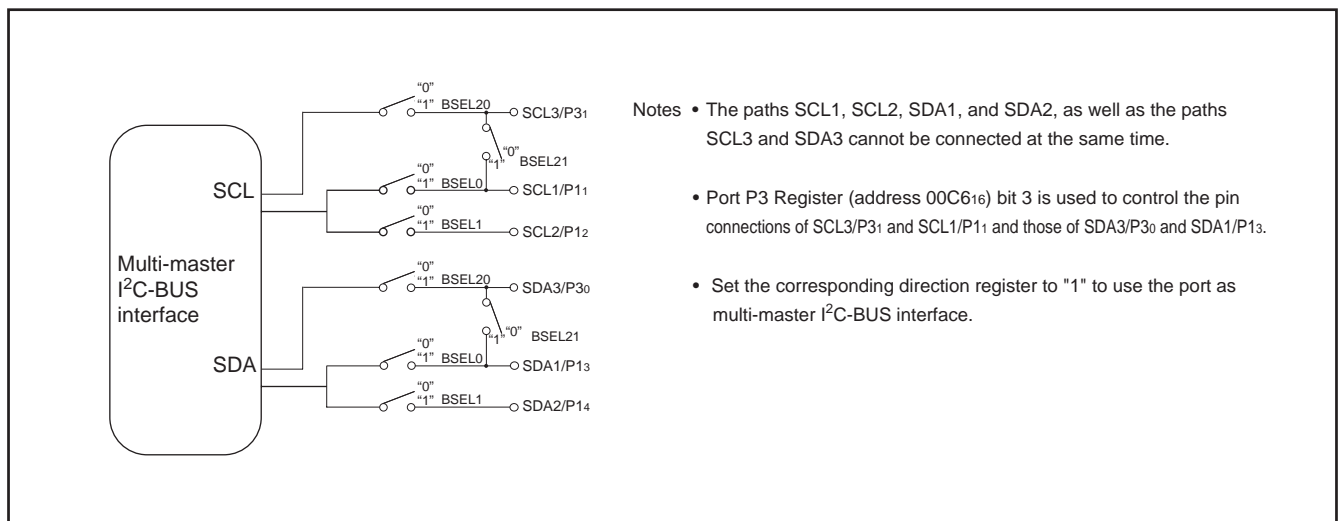 “0”
“1” BSEL20 SCL3/P31
“0”
“1” BSEL21
“0”
SCL “1” BSEL0 SCL1/P11
“0”
“1” BSEL1 SCL2/P12
Multi-master
I2C-BUS
interface
“0”
“1” BSEL20 SDA3/P30
“0”
“1” BSEL21
“0”
SDA “1” BSEL0 SDA1/P13
“0”
“1” BSEL1 SDA2/P14
Notes • The paths SCL1, SCL2, SDA1, and SDA2, as well as the paths
SCL3 and SDA3 cannot be connected at the same time.
• Port P3 Register (address 00C616) bit 3 is used to control the pin
connections of SCL3/P31 and SCL1/P11 and those of SDA3/P30 and SDA1/P13.
• Set the corresponding direction register to "1" to use the port as
multi-master I2C-BUS interface.